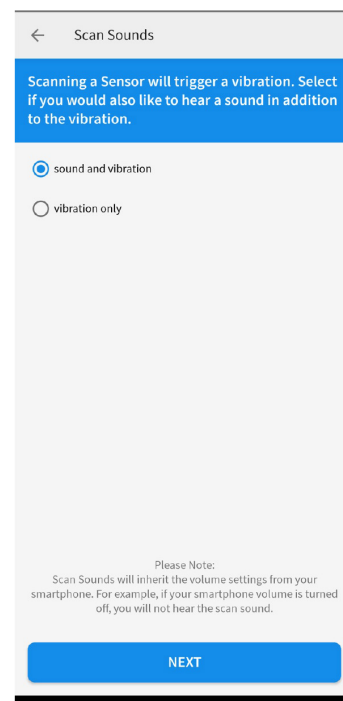 Scan Sounds
Scanning a Sensor will trigger a vibration. Select
if you would also like to hear a sound in addition
to the vibration.
sound and vibration
vibration only
Please Note:
Scan Sounds will inherit the volume settings from your
smartphone. For example, if your smartphone volume is turned
off, you will not hear the scan sound.
NEXT